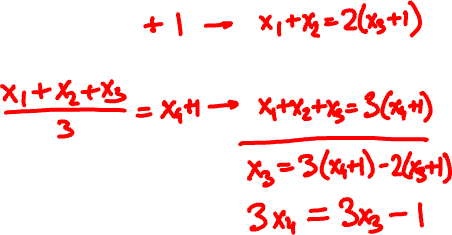 + 1 → x₁+x₂=2(x₃+1)
(x₁+x₂+x₃)/3 = x₄+1 → x₁+x₂+x₃=3(x₄+1)
x₃=3(x₄+1)-2(x₃+1)
3x₄=3x₃-1